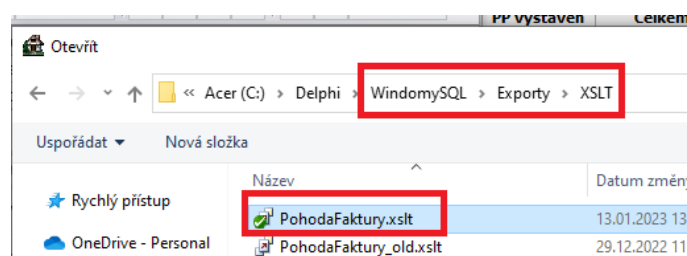 PP vystaven Celkem
Otevřít
« Acer (C:) › Delphi › WindomySQL › Exporty › XSLT
Uspořádat Nová složka
Název Datum změny
Rychlý přístup
PohodaFaktury.xslt 13.01.2023 13
OneDrive - Personal PohodaFaktury_old.xslt 29.12.2022 11